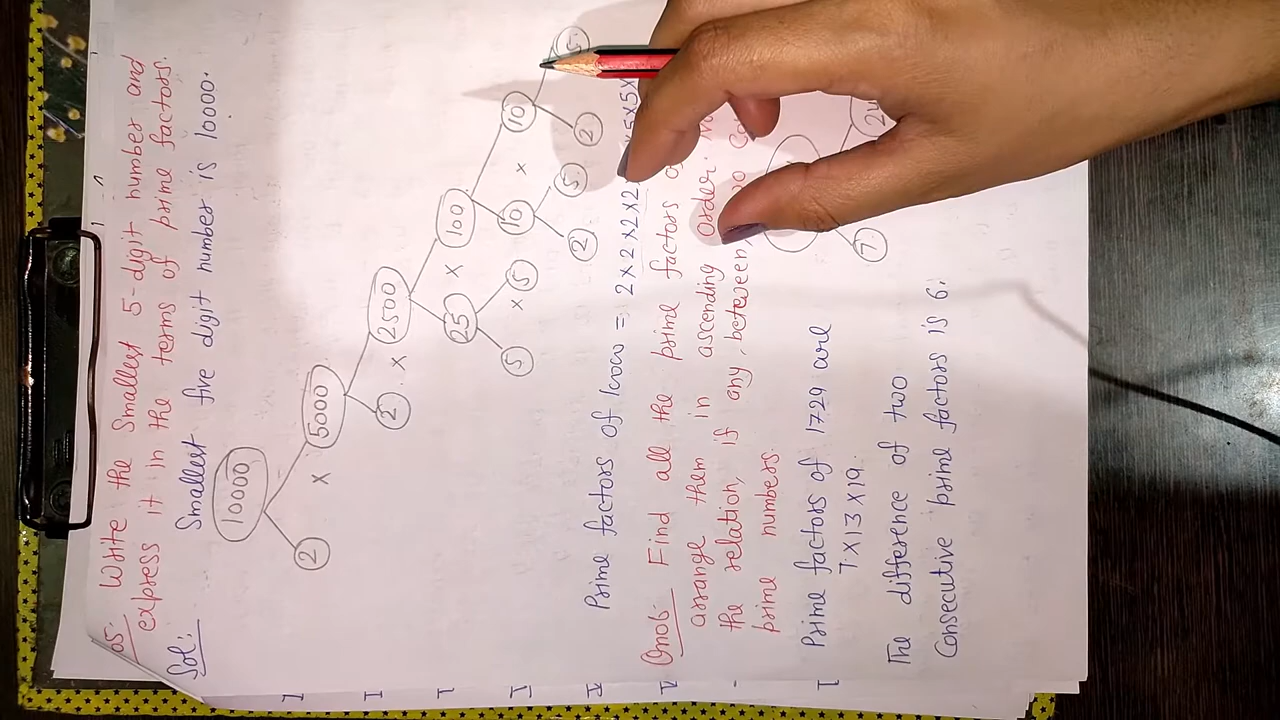 Q5. Write the Smallest 5-digit number and
express it in the terms of prime factors.
Sol: Smallest five digit number is 10000.
10000
2 × 5000
2 × 2500
25 × 100
5 × 5 10 × 10
2 5 2 5
Prime factors of 10000 = 2×2×2×2 ×5×5×
Qno6. Find all the prime factors
arrange them in ascending order.
the relation, if any, between
prime numbers.
Prime factors of 1729 are
7×13×19.
7
The difference of two
Consecutive prime factors is 6.